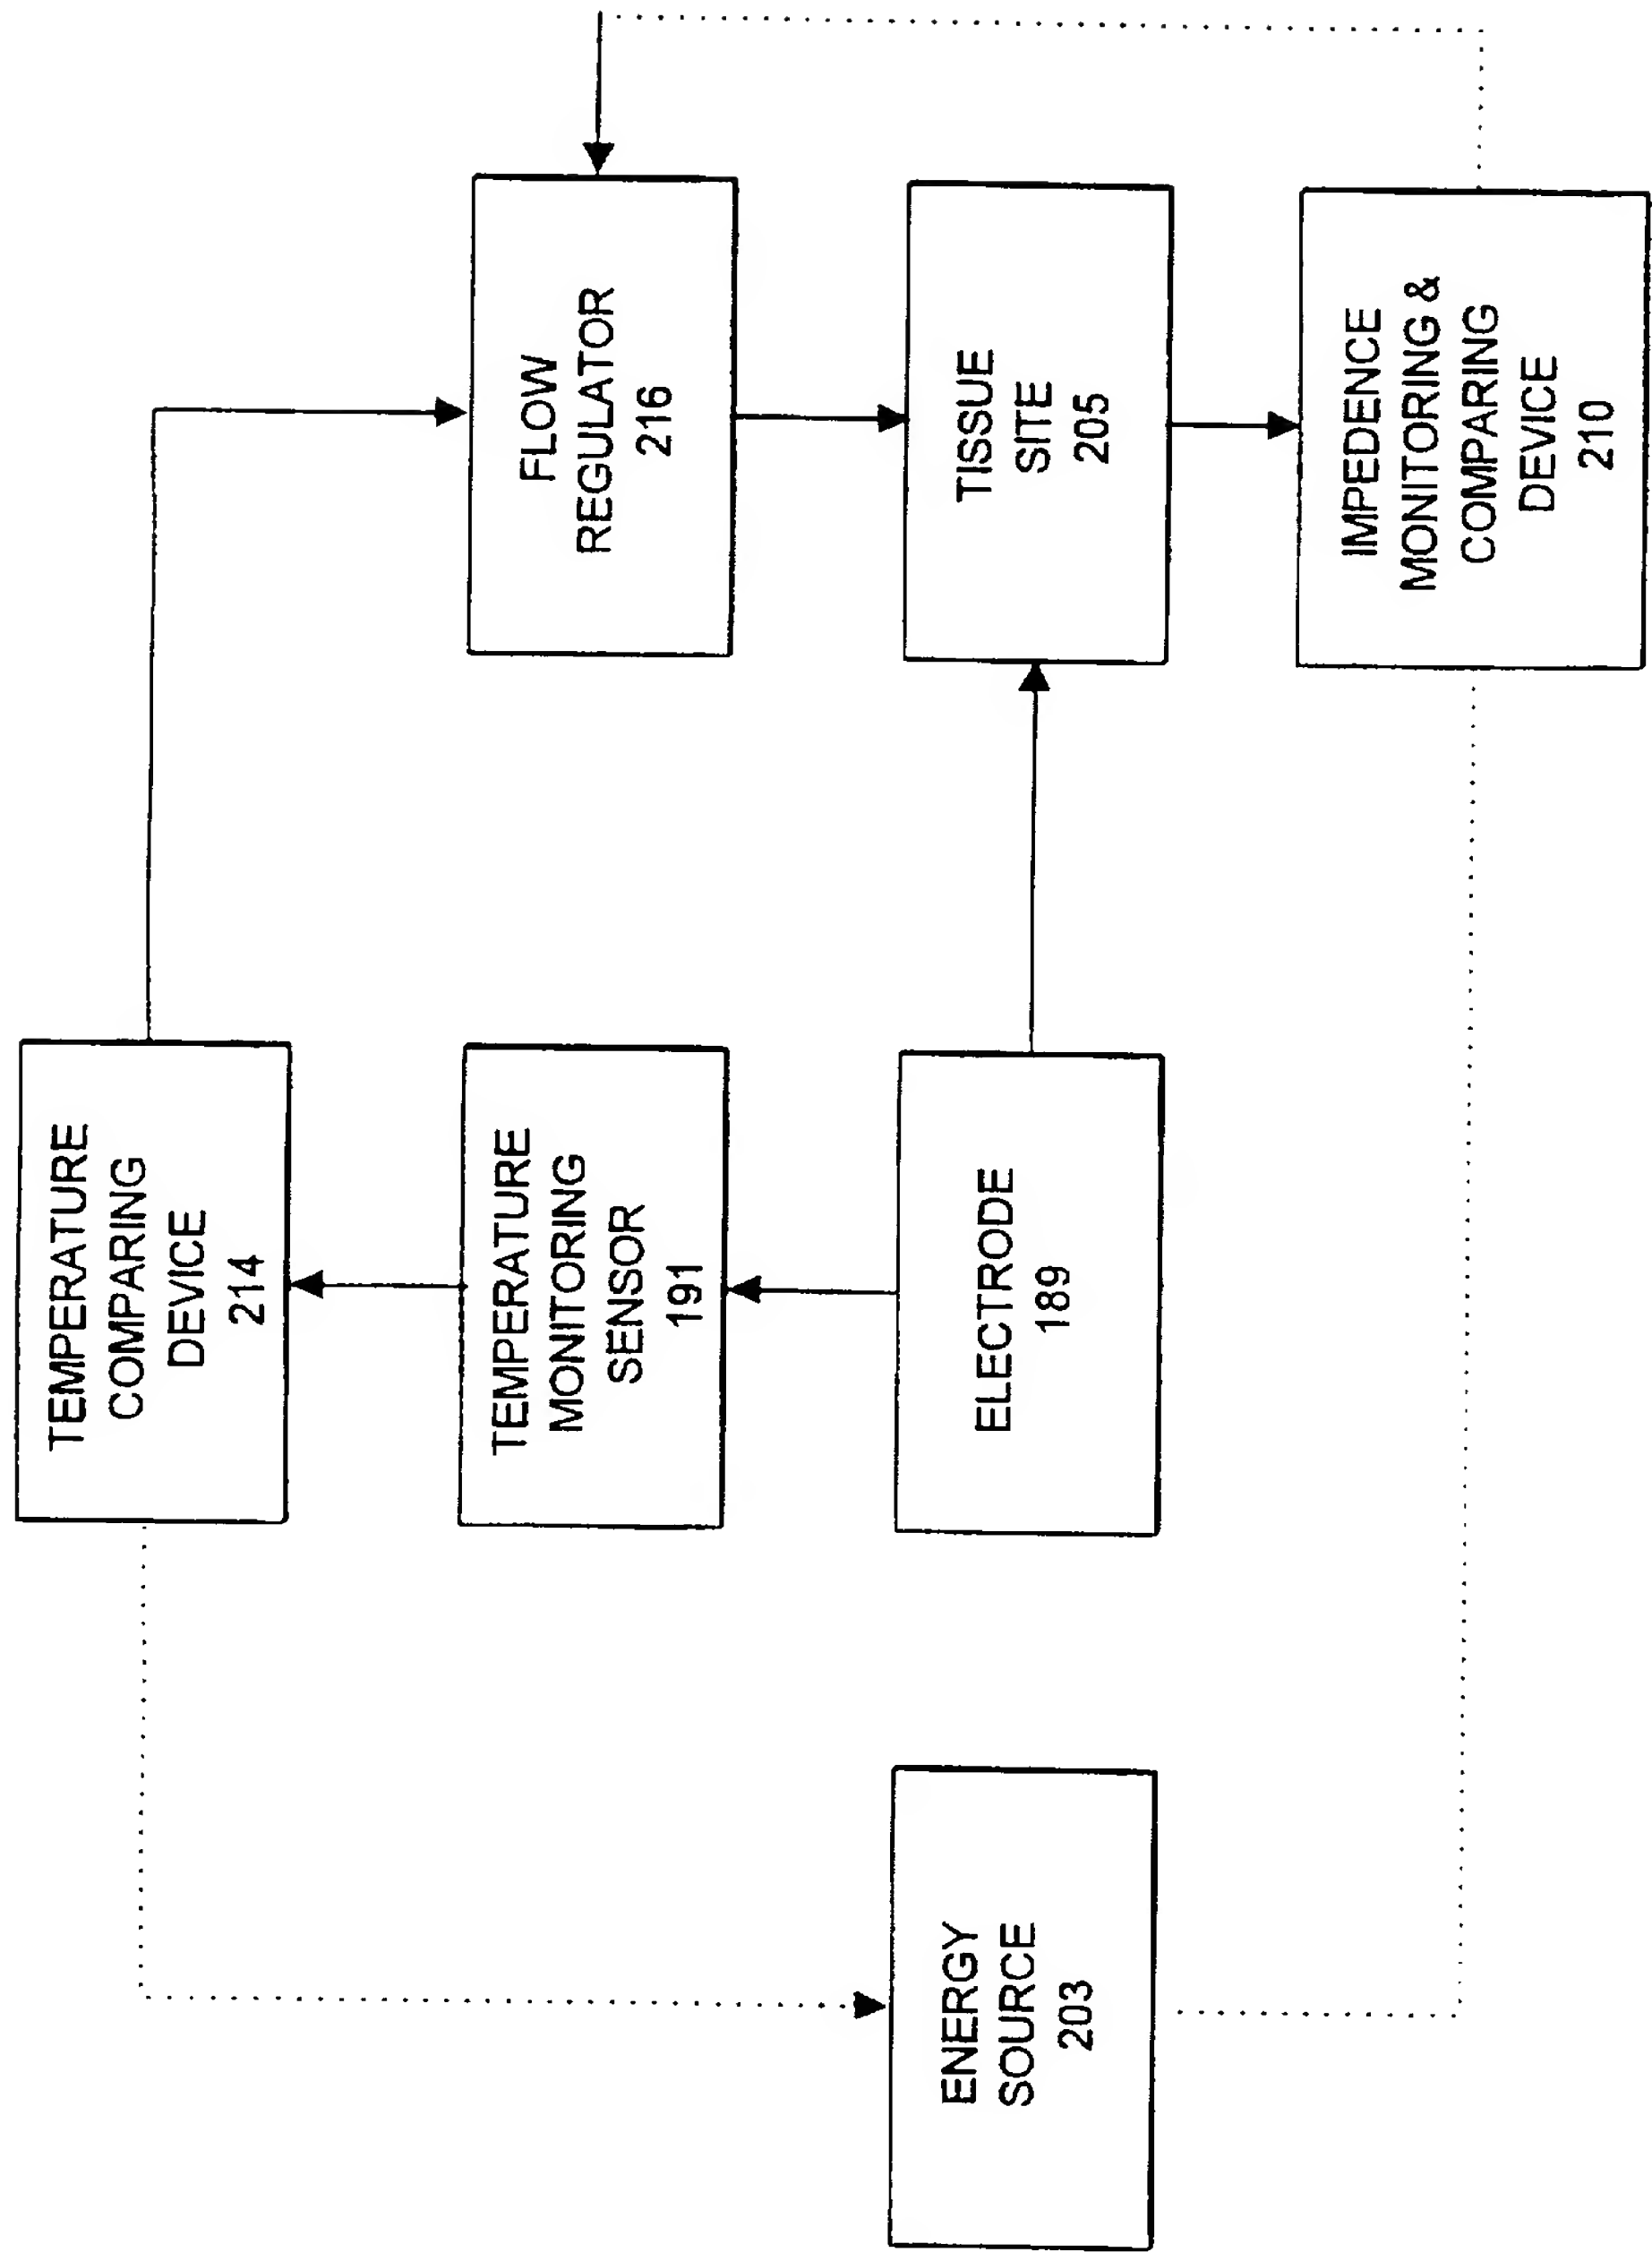 TEMPERATURE
COMPARING
DEVICE
214
TEMPERATURE
MONITORING
SENSOR
191
ELECTRODE
189
ENERGY
SOURCE
203
FLOW
REGULATOR
216
TISSUE
SITE
205
IMPEDENCE
MONITORING &
COMPARING
DEVICE
210